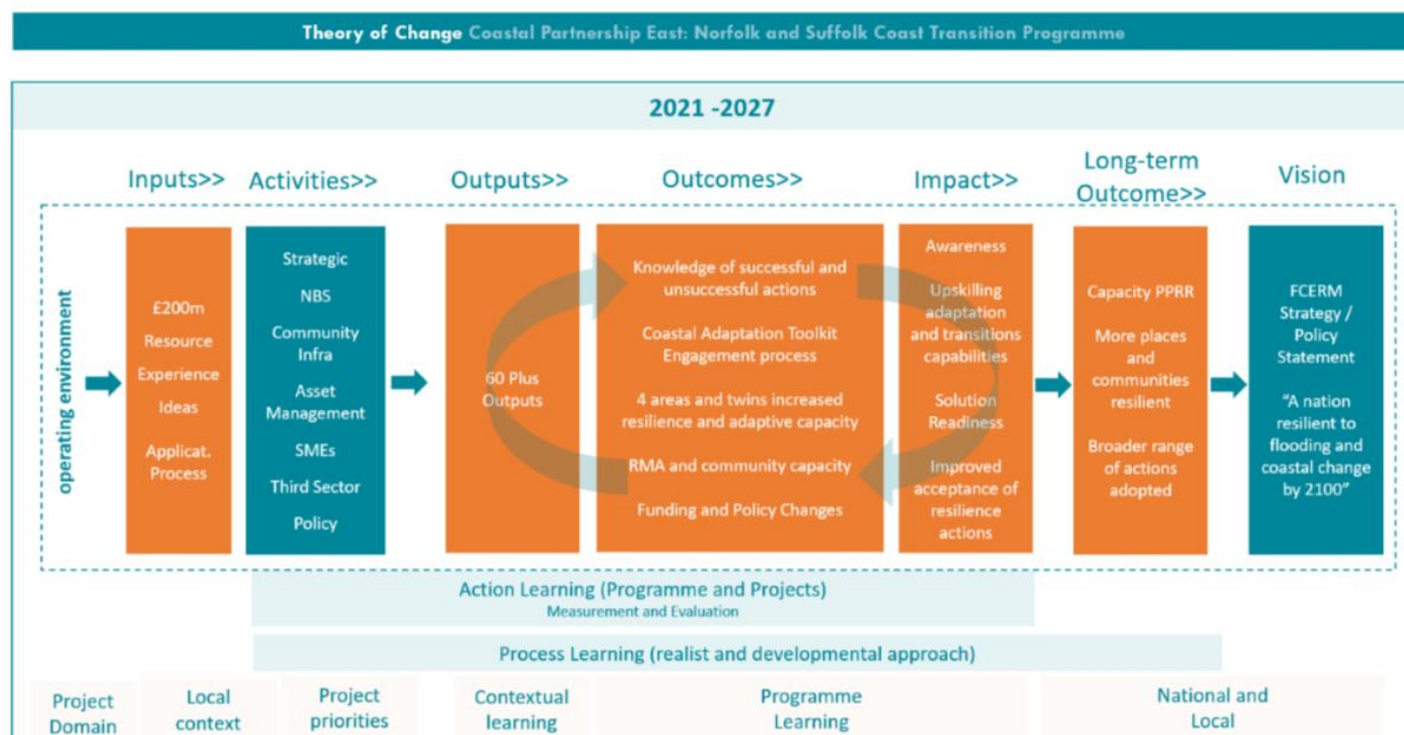 Theory of Change Coastal Partnership East: Norfolk and Suffolk Coast Transition Programme
2021 -2027
Inputs>>
Activities>>
Outputs>>
Outcomes>>
Impact>>
Long-term
Outcome>>
Vision
operating environment
£200m
Resource
Experience
Ideas
Applicat.
Process
Strategic
NBS
Community
Infra
Asset
Management
SMEs
Third Sector
Policy
60 Plus
Outputs
Knowledge of successful and
unsuccessful actions
Coastal Adaptation Toolkit
Engagement process
4 areas and twins increased
resilience and adaptive capacity
RMA and community capacity
Funding and Policy Changes
Awareness
Upskilling
adaptation
and transitions
capabilities
Solution
Readiness
Improved
acceptance of
resilience
actions
Capacity PPRR
More places
and
communities
resilient
Broader range
of actions
adopted
FCERM
Strategy /
Policy
Statement
“A nation
resilient to
flooding and
coastal change
by 2100”
Action Learning (Programme and Projects)
Measurement and Evaluation
Process Learning (realist and developmental approach)
Project
Domain
Local
context
Project
priorities
Contextual
learning
Programme
Learning
National and
Local